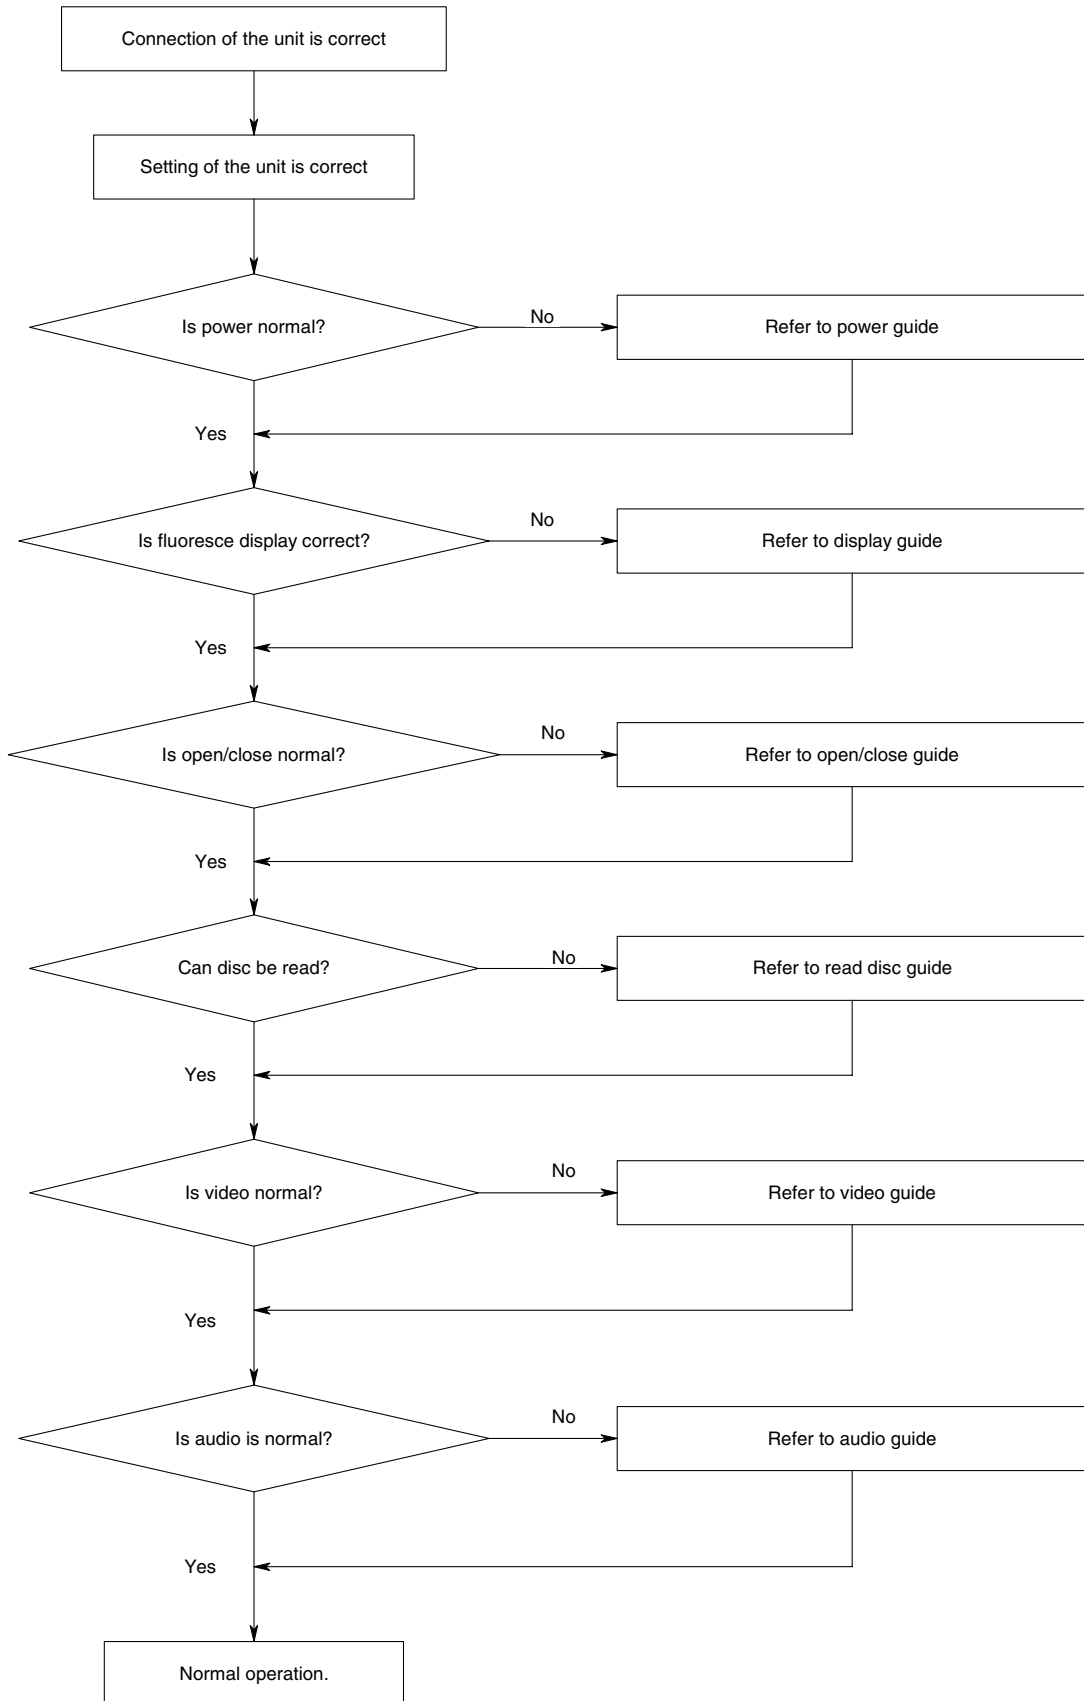 Connection of the unit is correct
Setting of the unit is correct
Is power normal?
No
Refer to power guide
Yes
Is fluoresce display correct?
No
Refer to display guide
Yes
Is open/close normal?
No
Refer to open/close guide
Yes
Can disc be read?
No
Refer to read disc guide
Yes
Is video normal?
No
Refer to video guide
Yes
Is audio is normal?
No
Refer to audio guide
Yes
Normal operation.